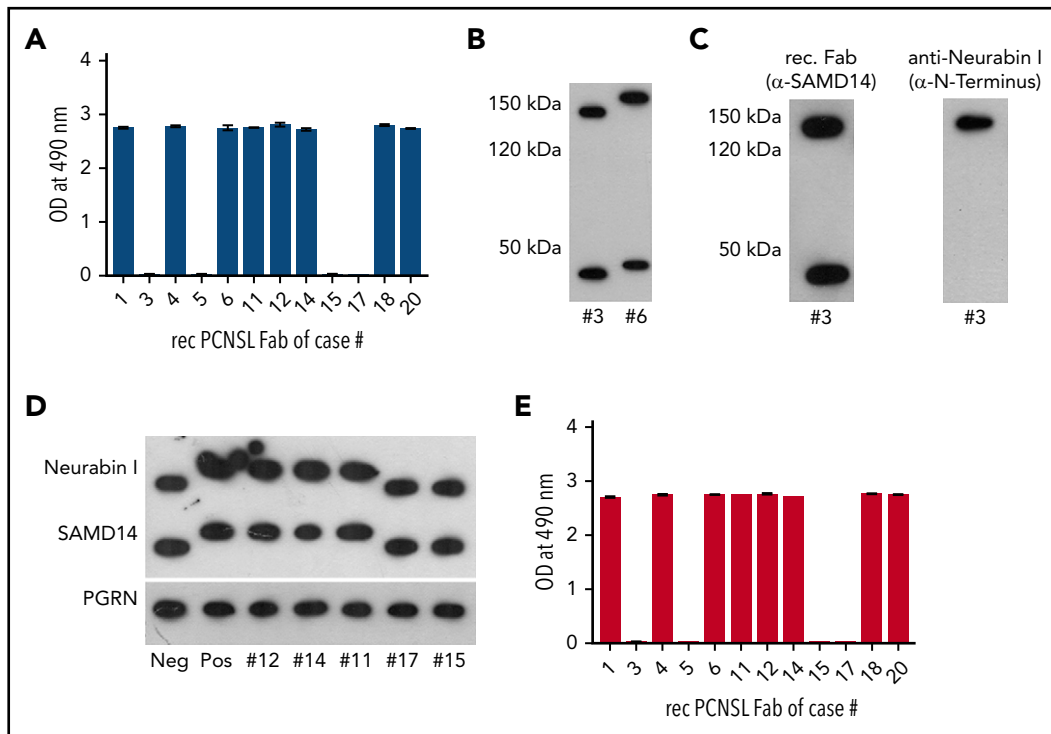 A
4
3
2
1
0
OD at 490 nm
1 3 4 5 6 11 12 14 15 17 18 20
rec PCNSL Fab of case #
B
150 kDa
120 kDa
50 kDa
#3 #6
C
rec. Fab
(α-SAMD14)
anti-Neurabin I
(α-N-Terminus)
150 kDa
120 kDa
50 kDa
#3
#3
D
Neurabin I
SAMD14
PGRN
Neg Pos #12 #14 #11 #17 #15
E
4
3
2
1
0
OD at 490 nm
1 3 4 5 6 11 12 14 15 17 18 20
rec PCNSL Fab of case #